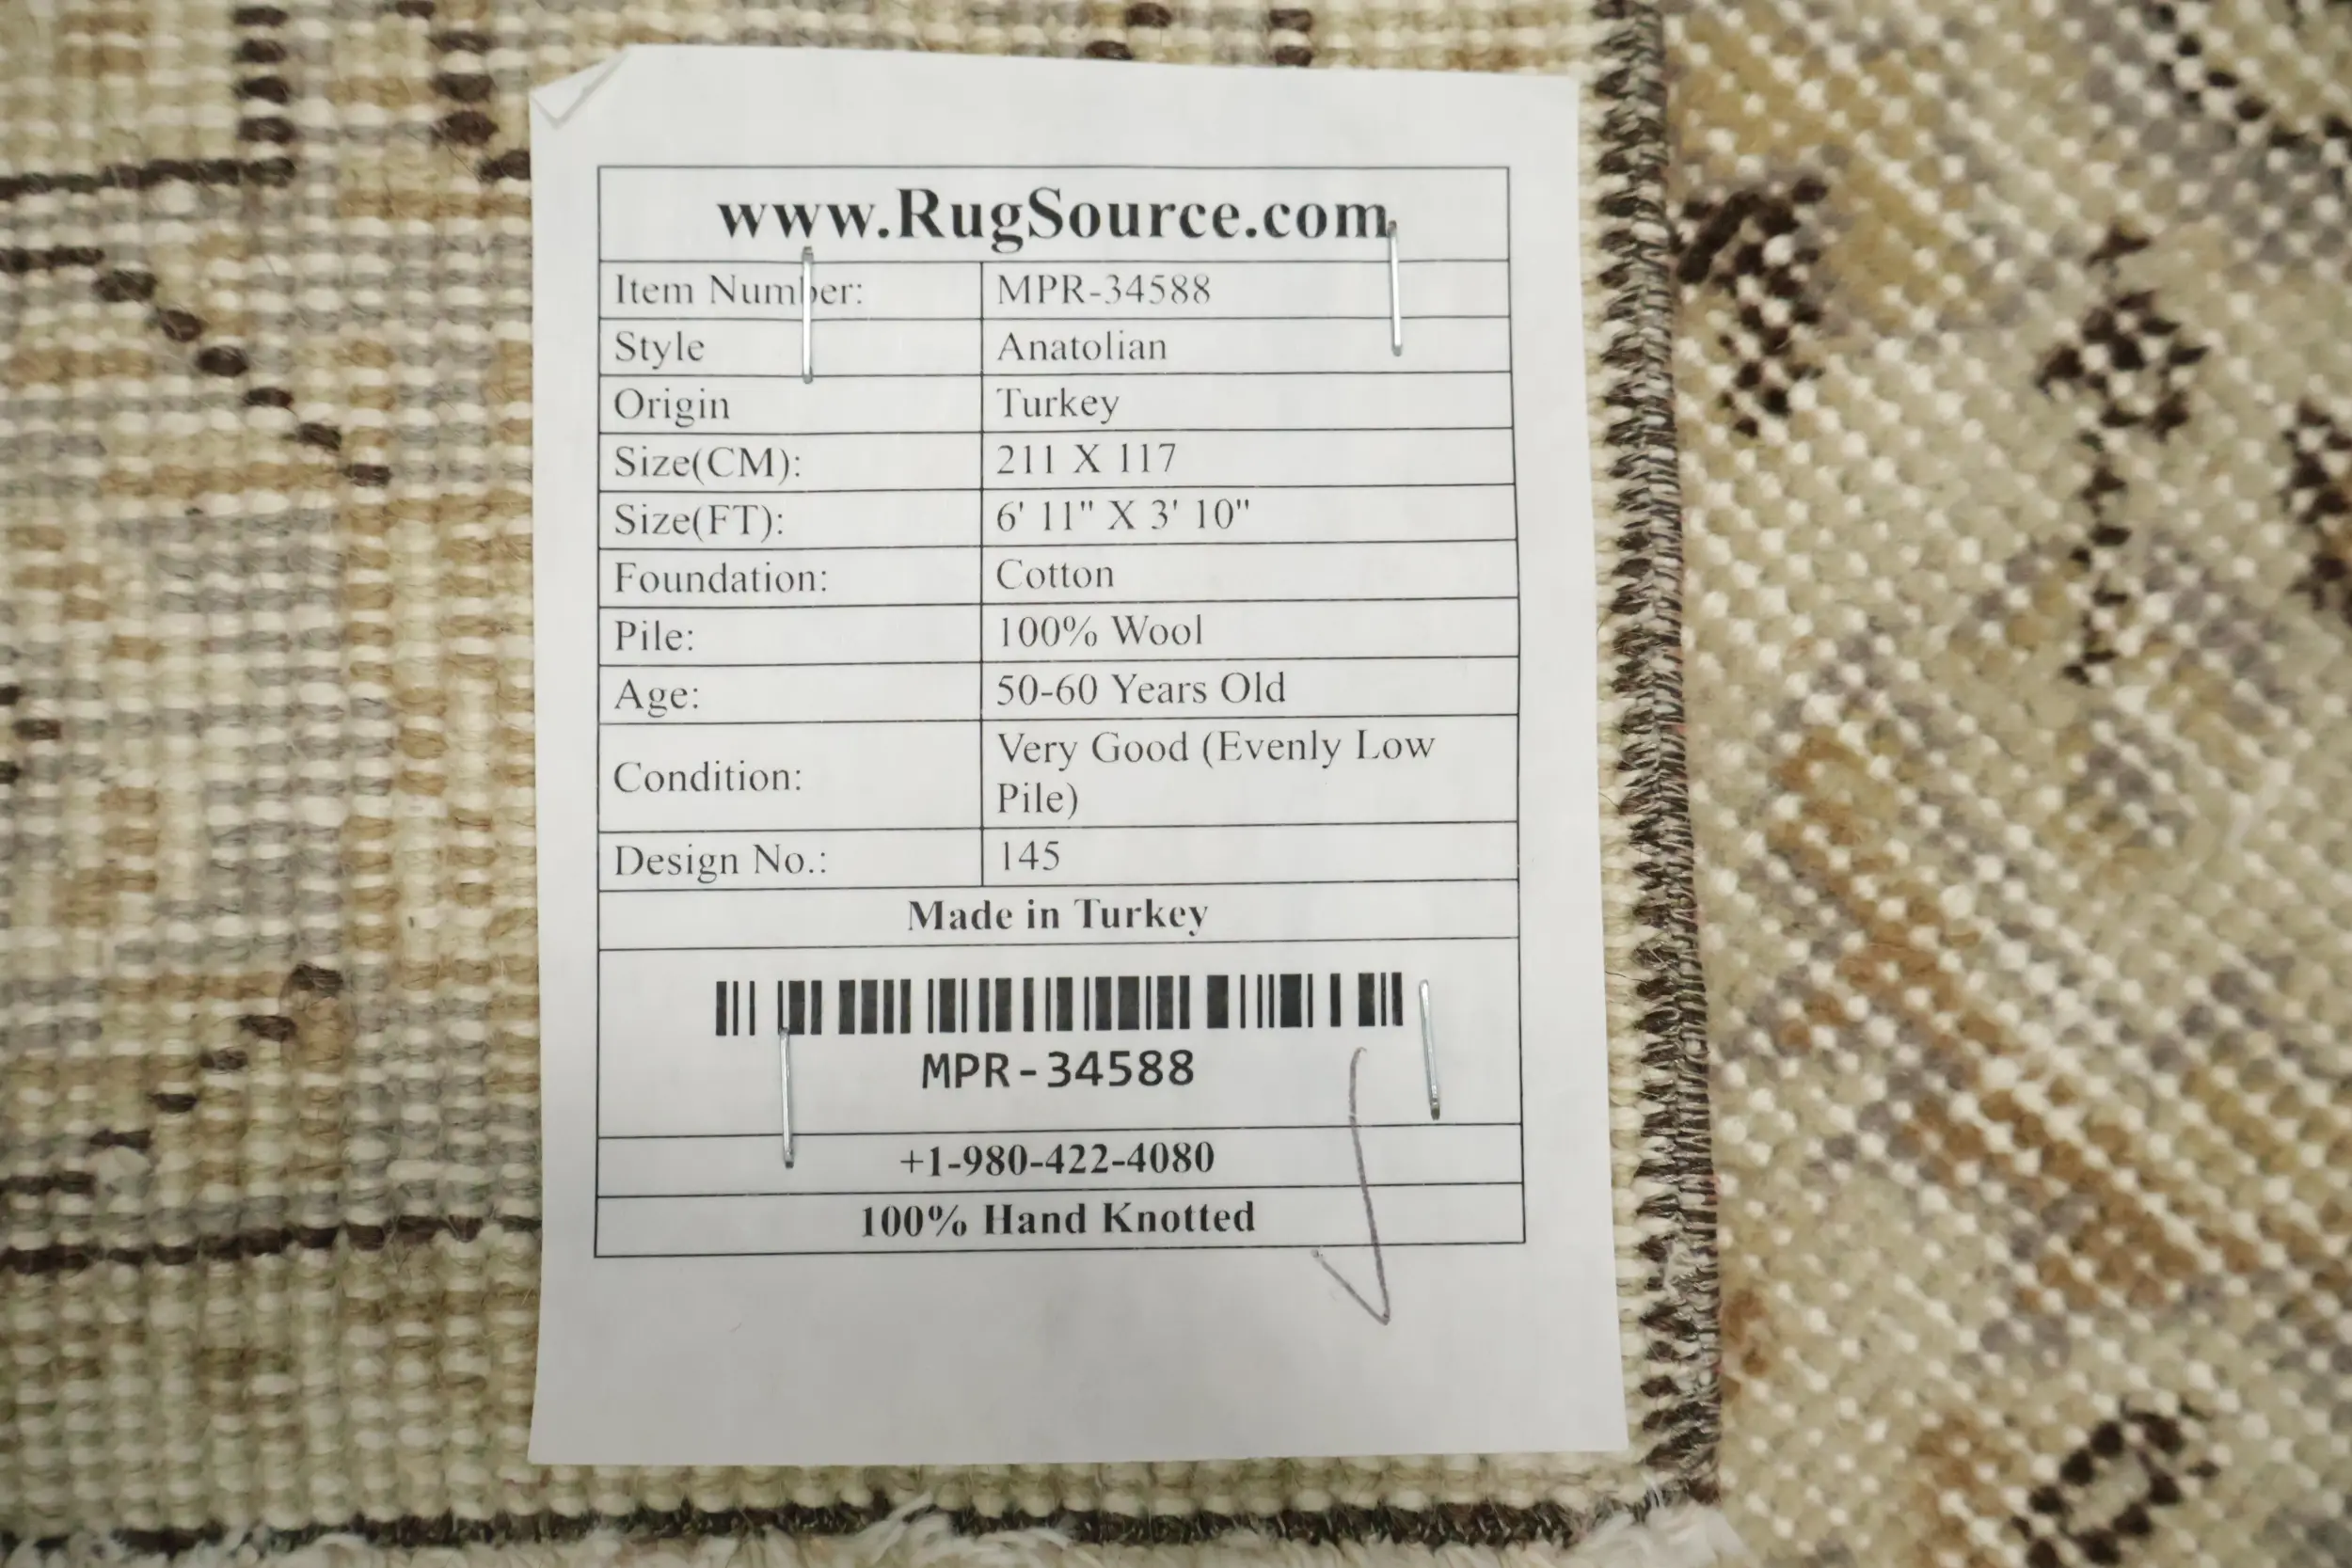 www.RugSource.com
Item Number: MPR-34588
Style Anatolian
Origin Turkey
Size(CM): 211 X 117
Size(FT): 6' 11" X 3' 10"
Foundation: Cotton
Pile: 100% Wool
Age: 50-60 Years Old
Condition: Very Good (Evenly Low
Pile)
Design No.: 145
Made in Turkey
MPR-34588
+1-980-422-4080
100% Hand Knotted